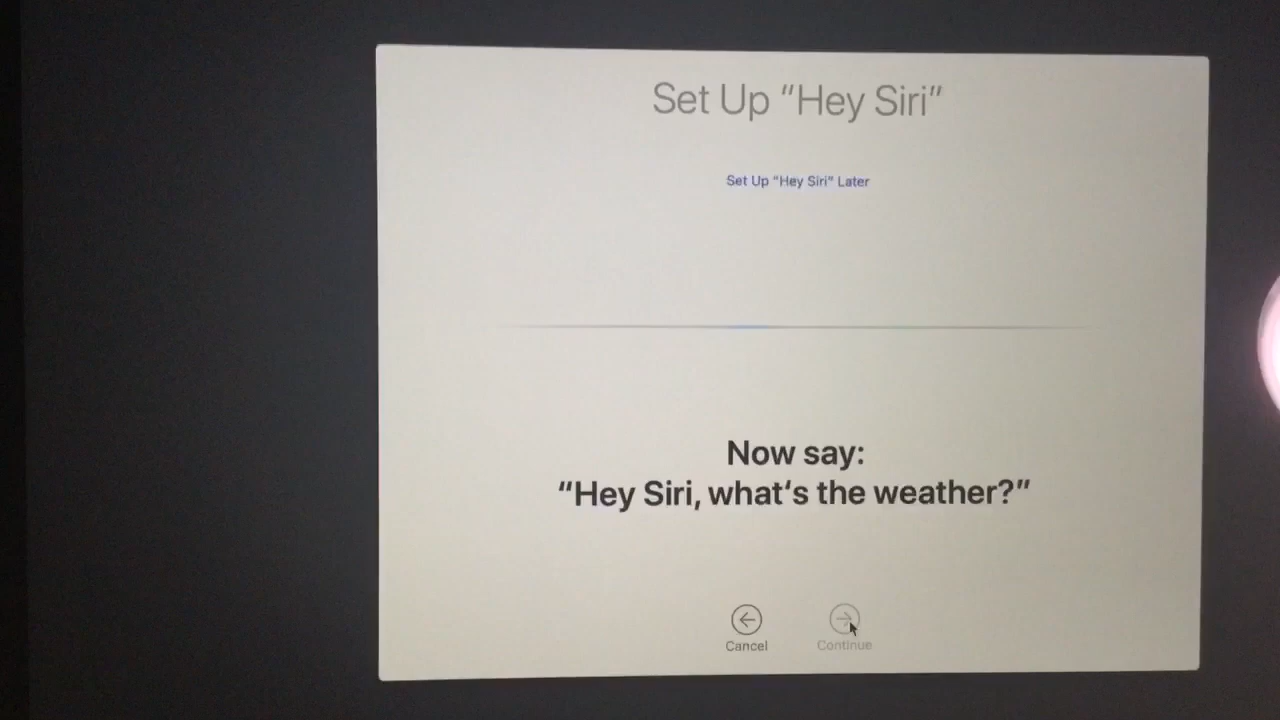 Set Up “Hey Siri”
Set Up “Hey Siri” Later
Now say:
“Hey Siri, what‘s the weather?”
Cancel
Continue